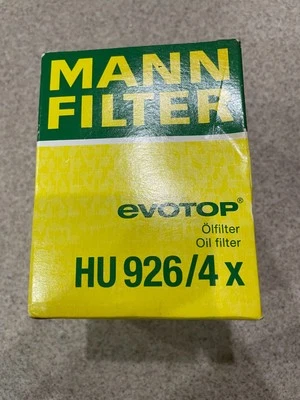 MANN
FILTER
evoTOP®
Ölfilter
Oil filter
HU 926/4 x